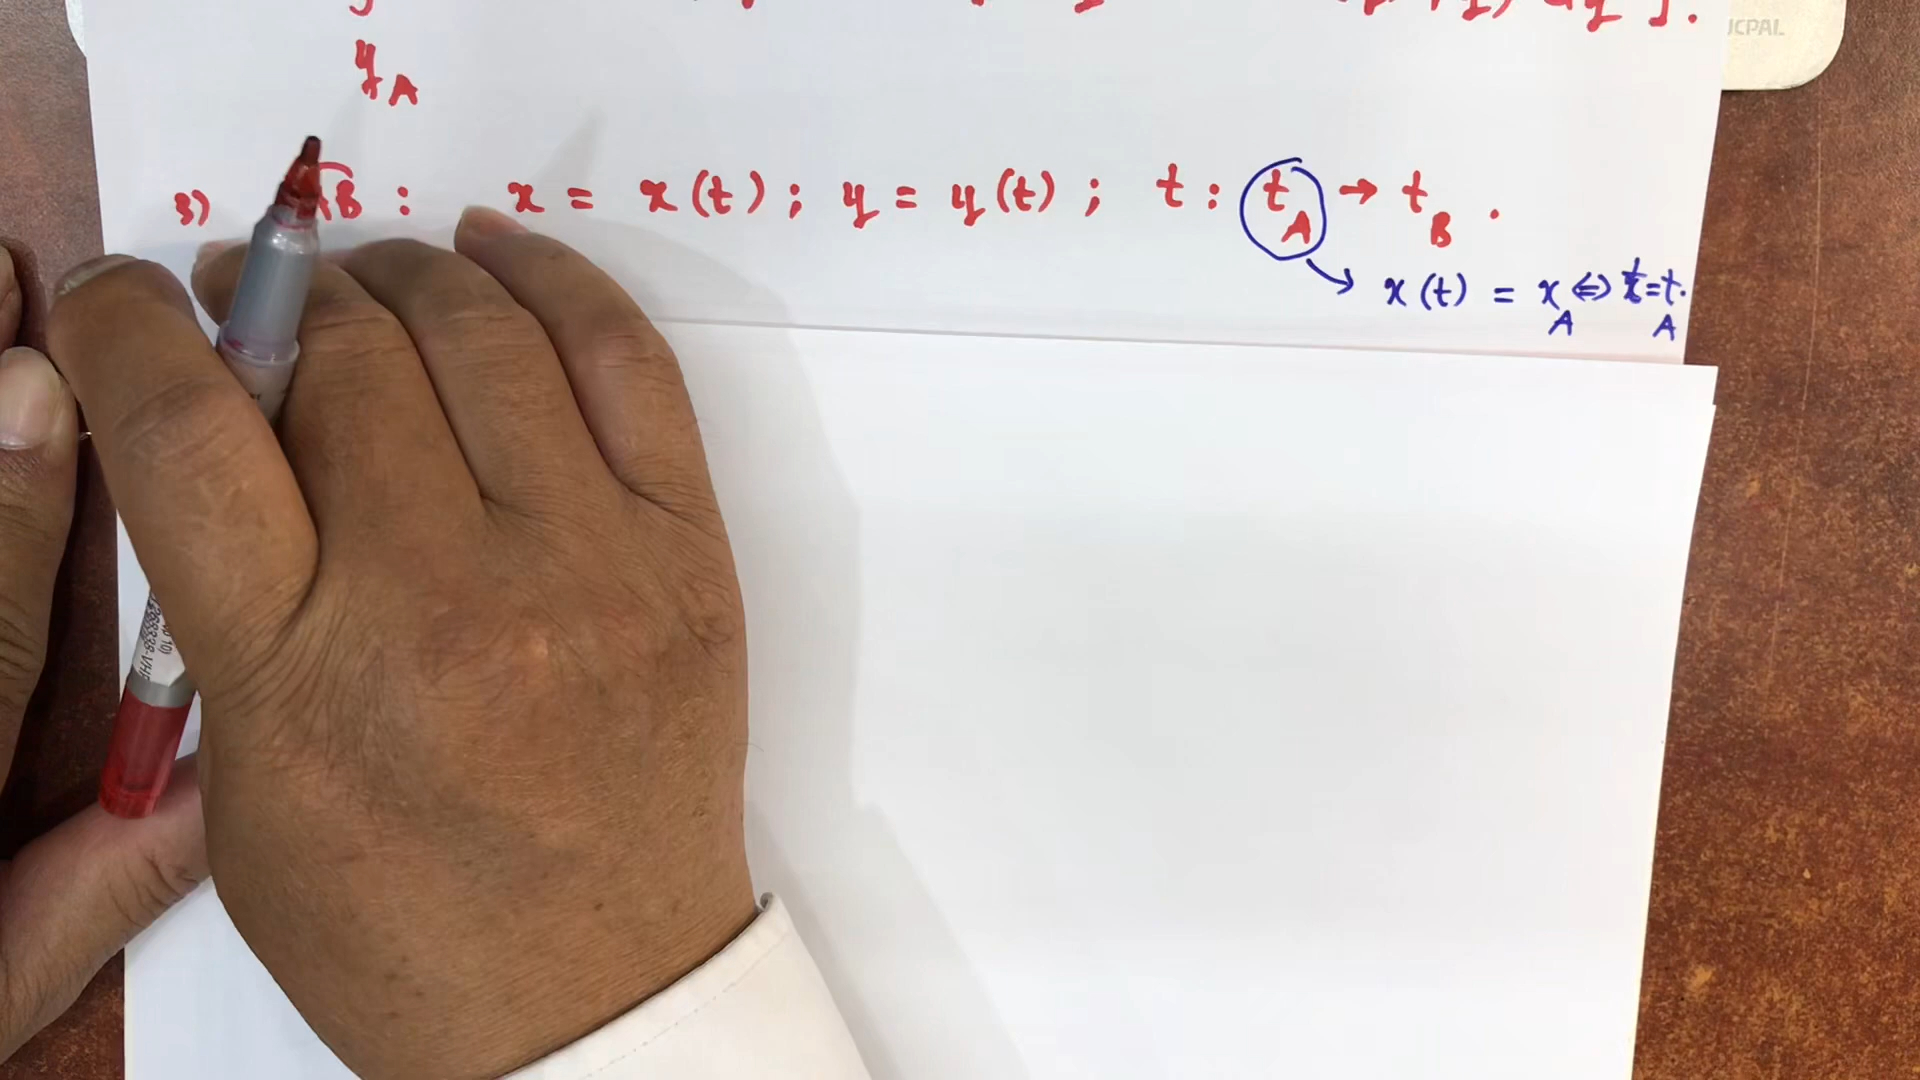 y_A
3) AB : x = x(t) ; y = y(t) ; t : t_A → t_B .
x(t) = x_A ⇔ t = t_A .